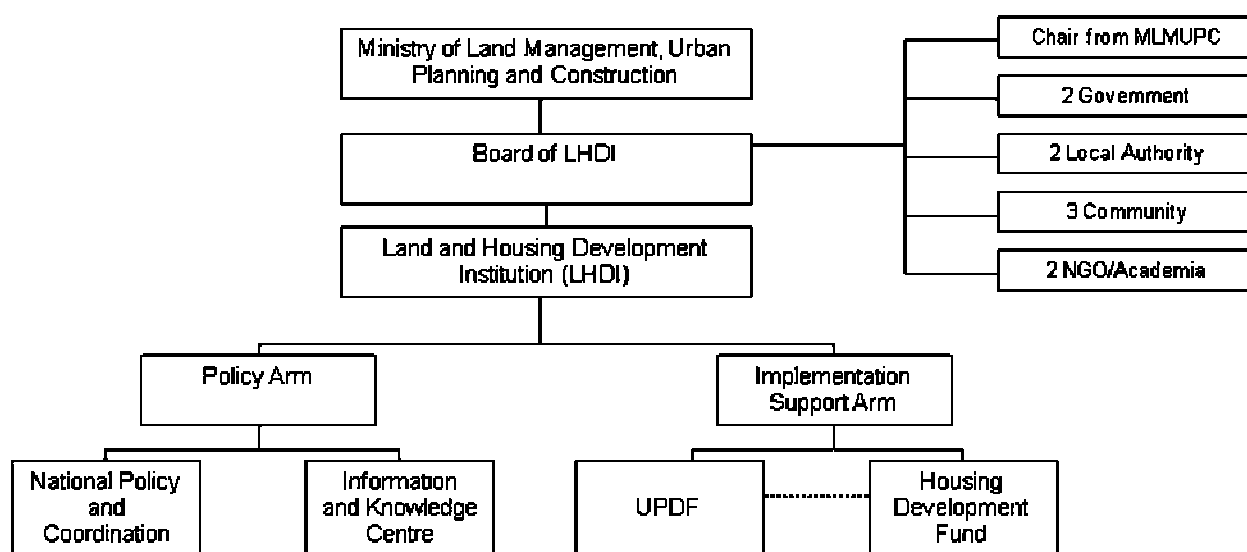 Ministry of Land Management, Urban
Planning and Construction
Board of LHDI
Land and Housing Development
Institution (LHDI)
Chair from MLMUPC
2 Government
2 Local Authority
3 Community
2 NGO/Academia
Policy Arm
Implementation
Support Arm
National Policy
and
Coordination
Information
and Knowledge
Centre
UPDF
Housing
Development
Fund